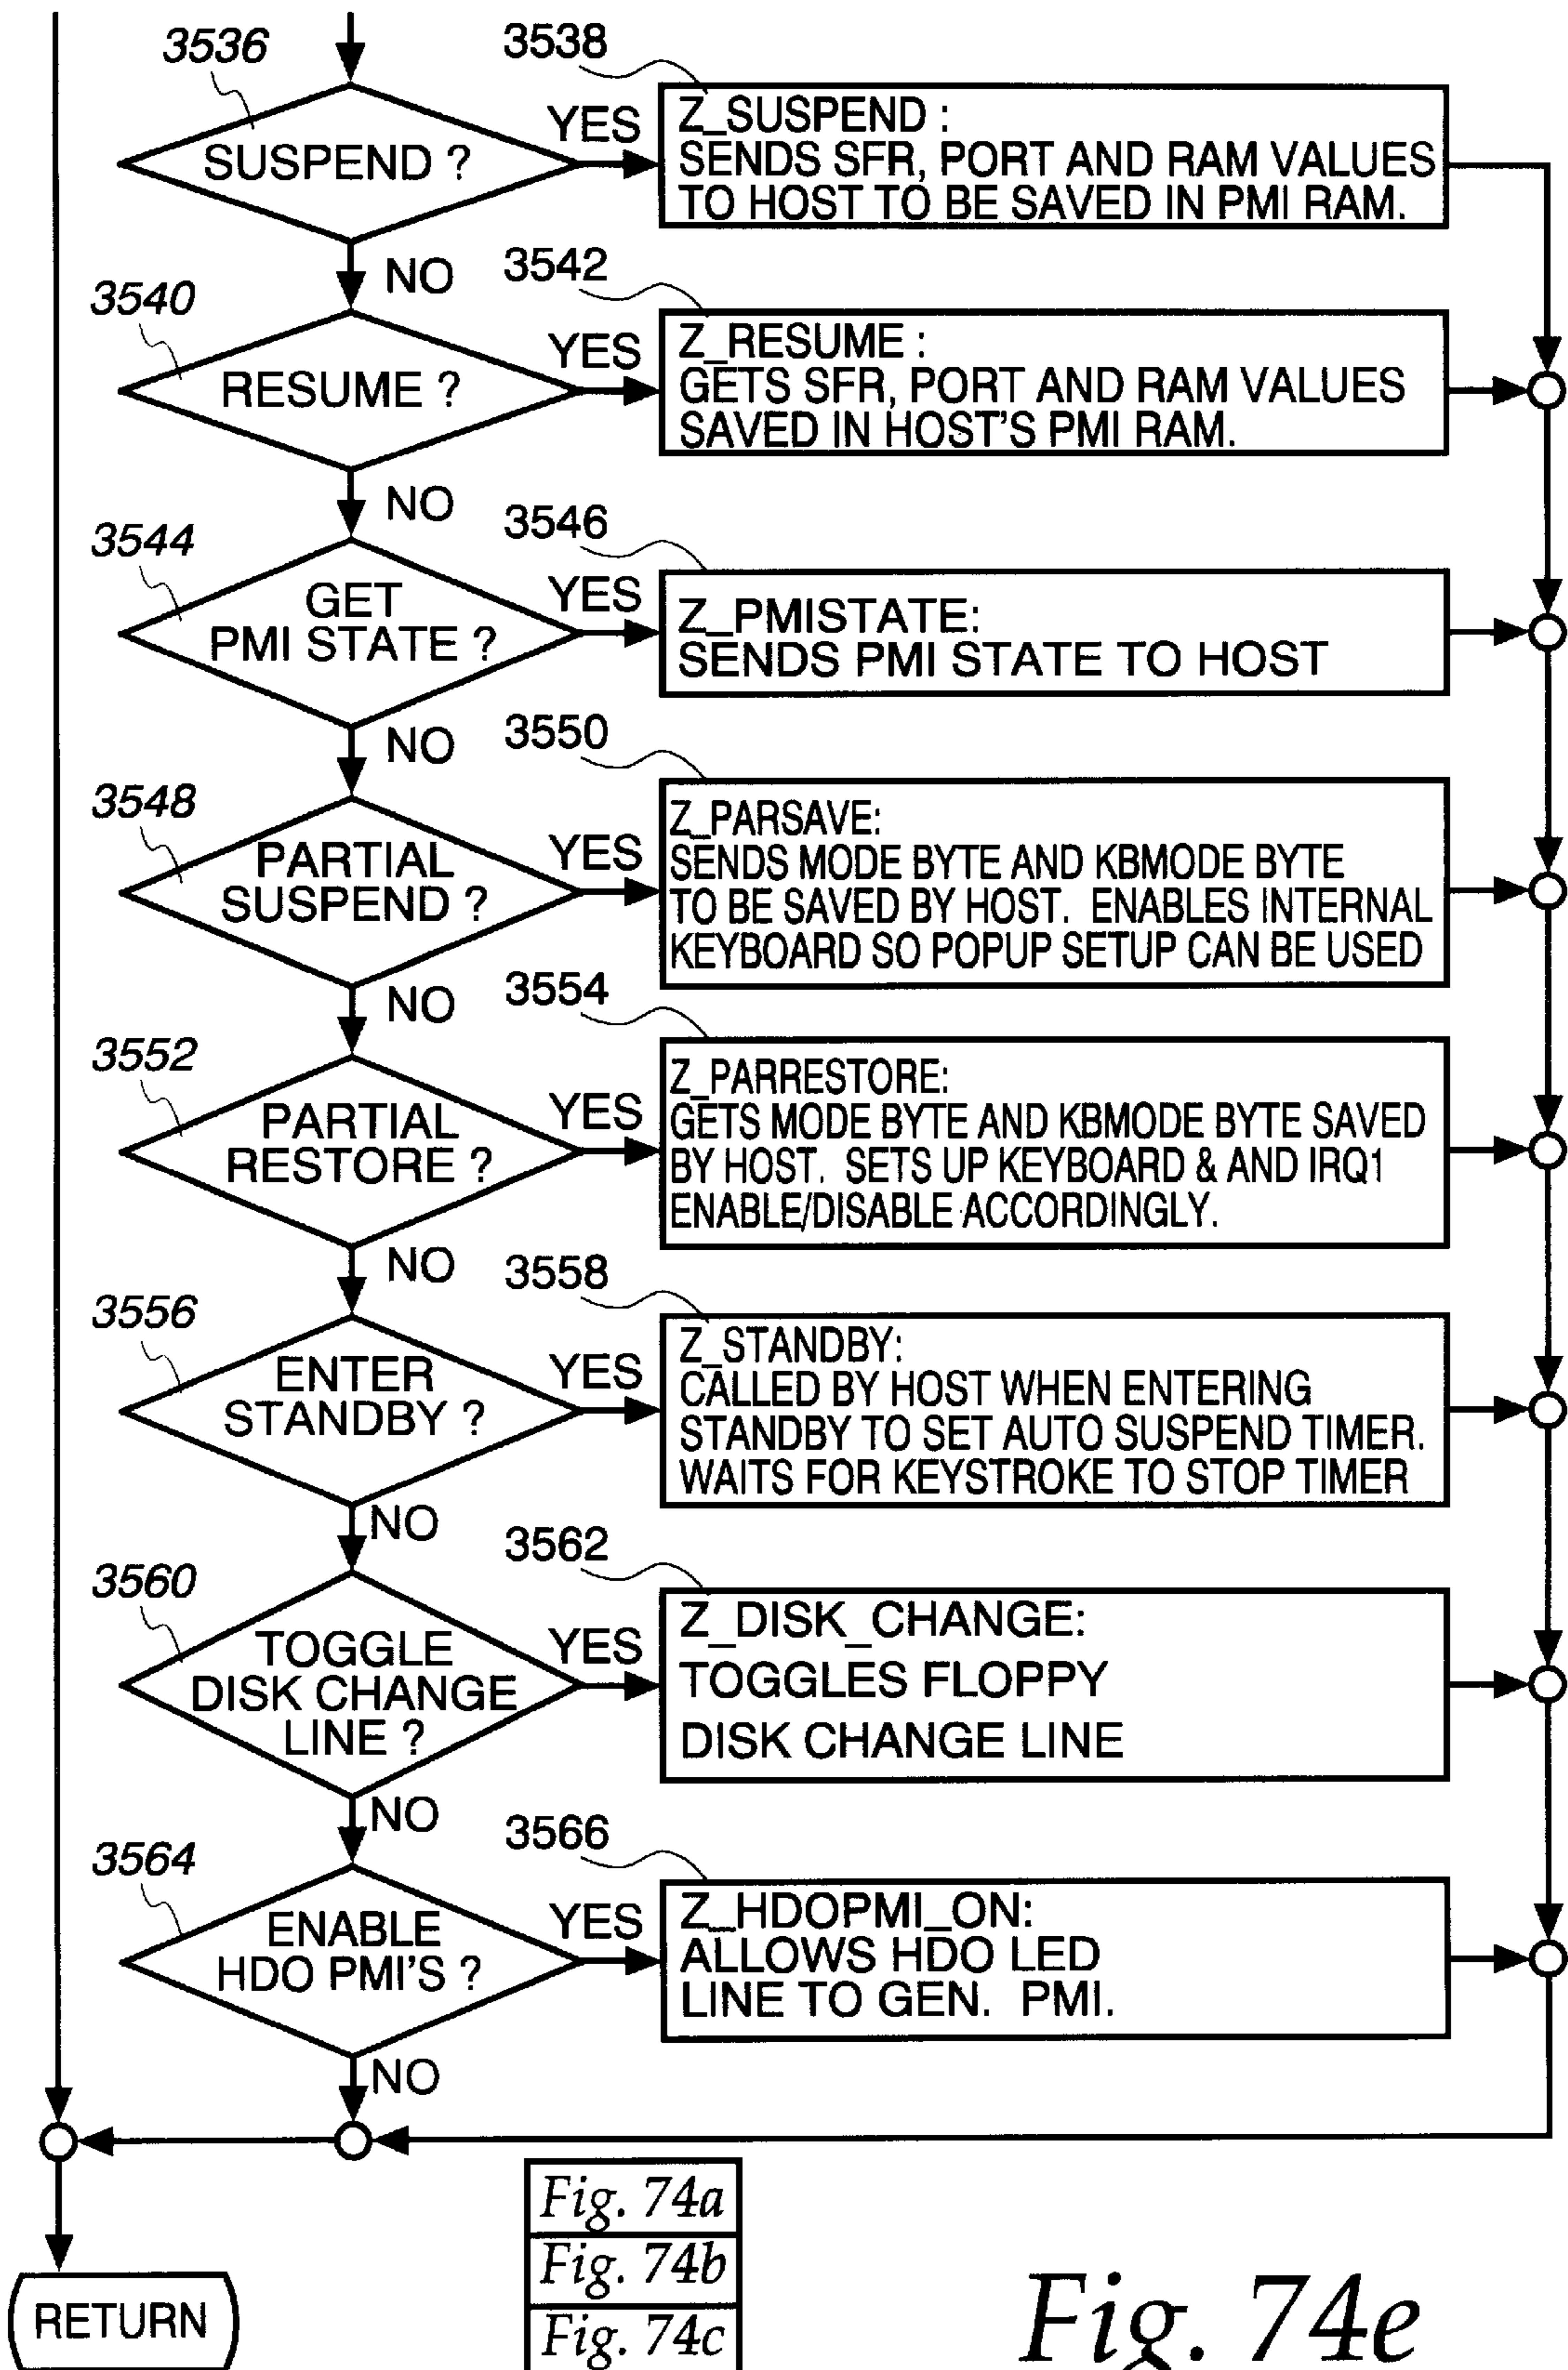 3536
3538
SUSPEND ?
YES
Z_SUSPEND :
SENDS SFR, PORT AND RAM VALUES
TO HOST TO BE SAVED IN PMI RAM.
NO
3540
3542
RESUME ?
YES
Z_RESUME :
GETS SFR, PORT AND RAM VALUES
SAVED IN HOST'S PMI RAM.
NO
3544
3546
GET
PMI STATE ?
YES
Z_PMISTATE:
SENDS PMI STATE TO HOST
NO
3548
3550
PARTIAL
SUSPEND ?
YES
Z_PARSAVE:
SENDS MODE BYTE AND KBMODE BYTE
TO BE SAVED BY HOST. ENABLES INTERNAL
KEYBOARD SO POPUP SETUP CAN BE USED
NO
3552
3554
PARTIAL
RESTORE ?
YES
Z_PARRESTORE:
GETS MODE BYTE AND KBMODE BYTE SAVED
BY HOST. SETS UP KEYBOARD & AND IRQ1
ENABLE/DISABLE ACCORDINGLY.
NO
3556
3558
ENTER
STANDBY ?
YES
Z_STANDBY:
CALLED BY HOST WHEN ENTERING
STANDBY TO SET AUTO SUSPEND TIMER.
WAITS FOR KEYSTROKE TO STOP TIMER
NO
3560
3562
TOGGLE
DISK CHANGE
LINE ?
YES
Z_DISK_CHANGE:
TOGGLES FLOPPY
DISK CHANGE LINE
NO
3564
3566
ENABLE
HDO PMI'S ?
YES
Z_HDOPMI_ON:
ALLOWS HDO LED
LINE TO GEN. PMI.
NO
RETURN
Fig. 74a
Fig. 74b
Fig. 74c
Fig. 74e